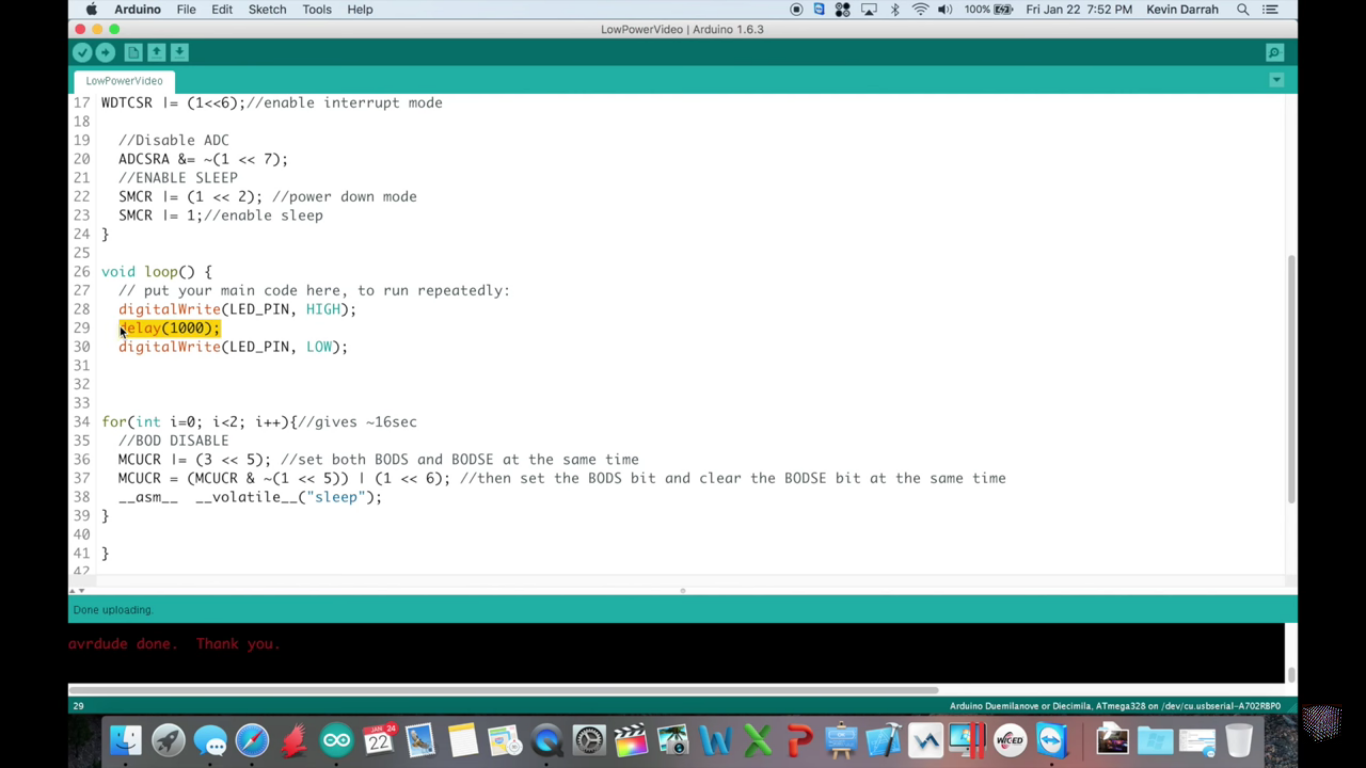 Arduino File Edit Sketch Tools Help 100% Fri Jan 22 7:52 PM Kevin Darrah
LowPowerVideo | Arduino 1.6.3
LowPowerVideo
17 WDTCSR |= (1<<6);//enable interrupt mode
18
19 //Disable ADC
20 ADCSRA &= ~(1 << 7);
21 //ENABLE SLEEP
22 SMCR |= (1 << 2); //power down mode
23 SMCR |= 1;//enable sleep
24 }
25
26 void loop() {
27 // put your main code here, to run repeatedly:
28 digitalWrite(LED_PIN, HIGH);
29 delay(1000);
30 digitalWrite(LED_PIN, LOW);
31
32
33
34 for(int i=0; i<2; i++){//gives ~16sec
35 //BOD DISABLE
36 MCUCR |= (3 << 5); //set both BODS and BODSE at the same time
37 MCUCR = (MCUCR & ~(1 << 5)) | (1 << 6); //then set the BODS bit and clear the BODSE bit at the same time
38 __asm__ __volatile__("sleep");
39 }
40
41 }
42
Done uploading.
avrdude done. Thank you.
29 Arduino Duemilanove or Diecimila, ATmega328 on /dev/cu.usbserial-A702RBP0
JAN 24
22
WICED